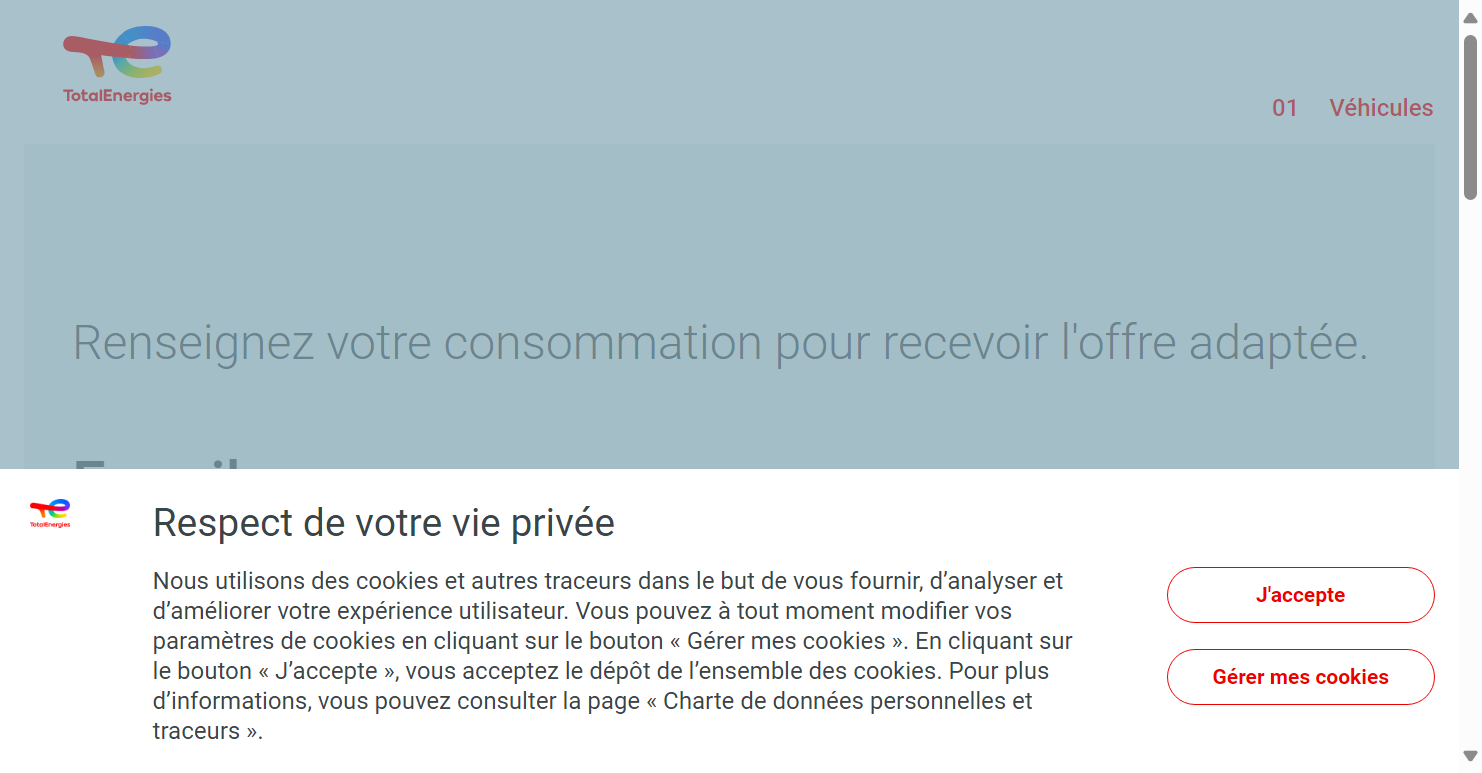 TotalEnergies
01 Véhicules
Renseignez votre consommation pour recevoir l'offre adaptée.
TotalEnergies
Respect de votre vie privée
Nous utilisons des cookies et autres traceurs dans le but de vous fournir, d’analyser et
d’améliorer votre expérience utilisateur. Vous pouvez à tout moment modifier vos
paramètres de cookies en cliquant sur le bouton « Gérer mes cookies ». En cliquant sur
le bouton « J’accepte », vous acceptez le dépôt de l’ensemble des cookies. Pour plus
d’informations, vous pouvez consulter la page « Charte de données personnelles et
traceurs ».
J'accepte
Gérer mes cookies